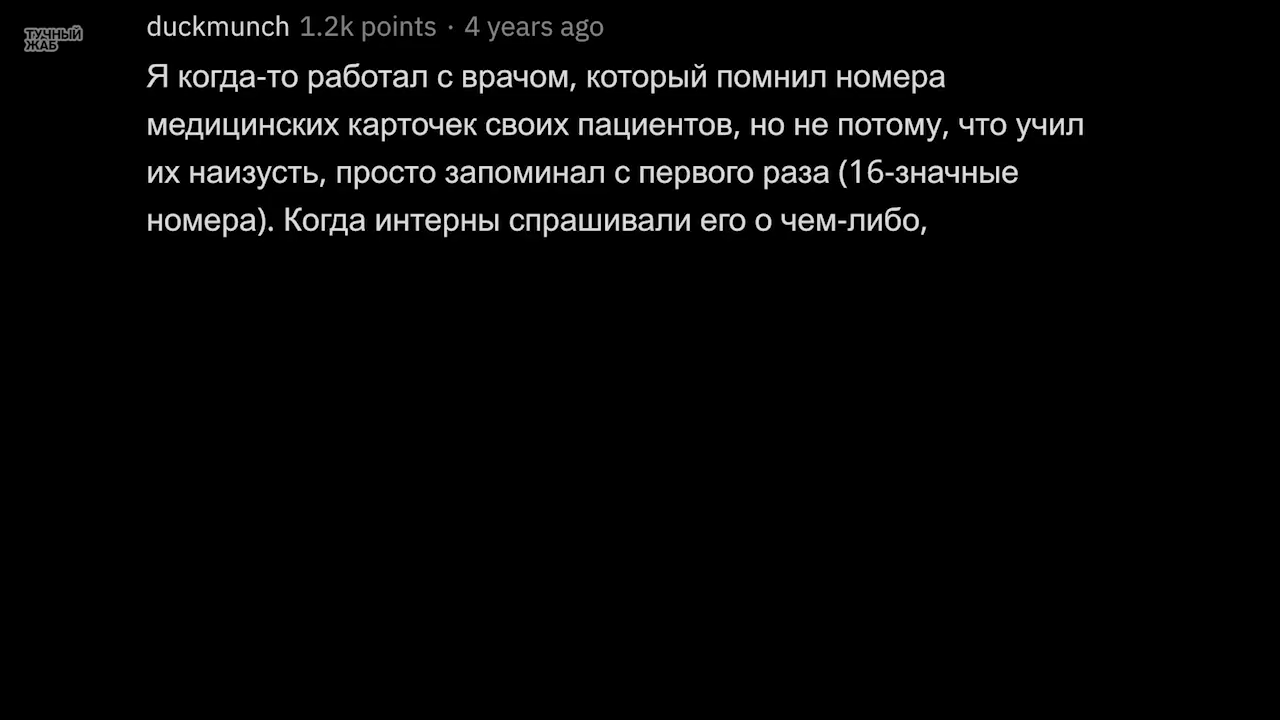 ТУЧНЫЙ
ЖАБ
duckmunch 1.2k points · 4 years ago
Я когда-то работал с врачом, который помнил номера
медицинских карточек своих пациентов, но не потому, что учил
их наизусть, просто запоминал с первого раза (16-значные
номера). Когда интерны спрашивали его о чем-либо,